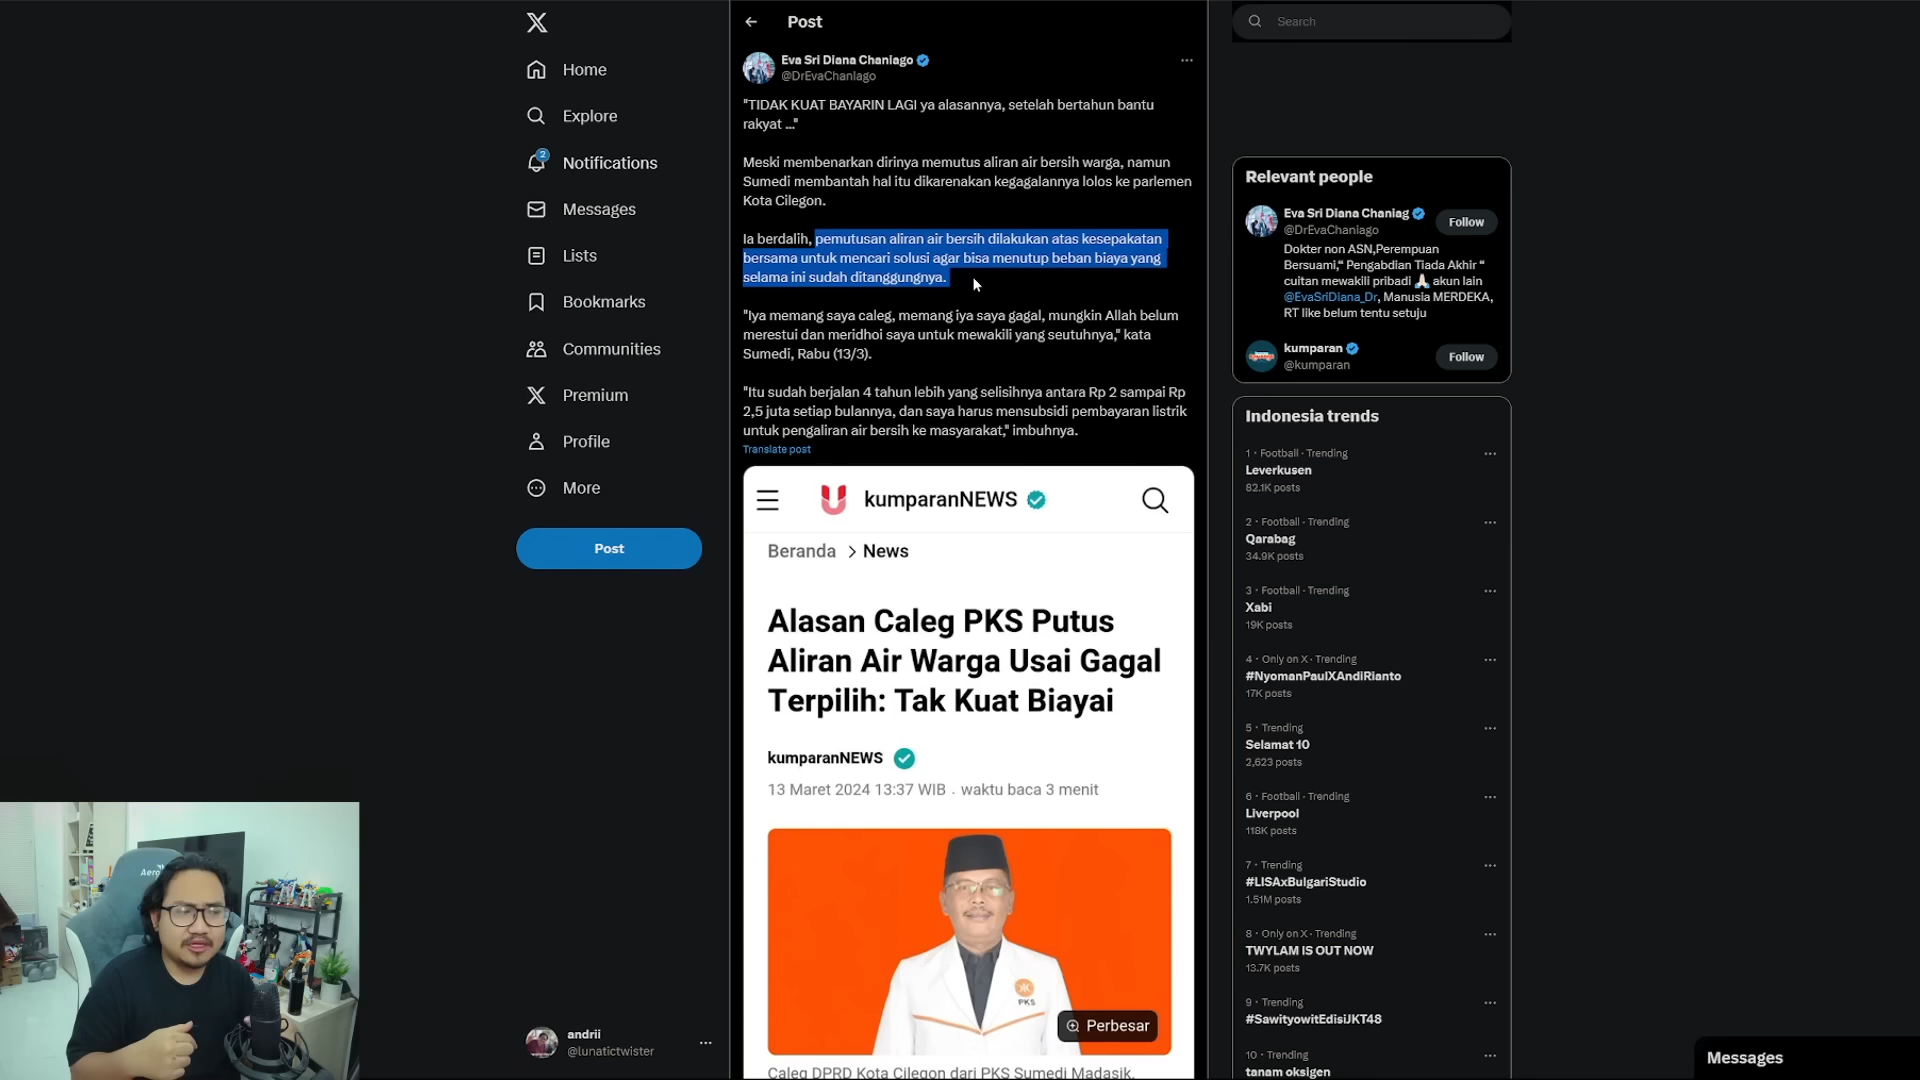 Home
Explore
2
Notifications
Messages
Lists
Bookmarks
Communities
Premium
Profile
More
Post
andrii
@lunatictwister
Post
Eva Sri Diana Chaniago
@DrEvaChaniago
"TIDAK KUAT BAYARIN LAGI ya alasannya, setelah bertahun bantu
rakyat ..."
Meski membenarkan dirinya memutus aliran air bersih warga, namun
Sumedi membantah hal itu dikarenakan kegagalannya lolos ke parlemen
Kota Cilegon.
Ia berdalih, pemutusan aliran air bersih dilakukan atas kesepakatan
bersama untuk mencari solusi agar bisa menutup beban biaya yang
selama ini sudah ditanggungnya.
"Iya memang saya caleg, memang iya saya gagal, mungkin Allah belum
merestui dan meridhoi saya untuk mewakili yang seutuhnya," kata
Sumedi, Rabu (13/3).
"Itu sudah berjalan 4 tahun lebih yang selisihnya antara Rp 2 sampai Rp
2,5 juta setiap bulannya, dan saya harus mensubsidi pembayaran listrik
untuk pengaliran air bersih ke masyarakat," imbuhnya.
Translate post
kumparanNEWS
Beranda > News
Alasan Caleg PKS Putus
Aliran Air Warga Usai Gagal
Terpilih: Tak Kuat Biayai
kumparanNEWS
13 Maret 2024 13:37 WIB . waktu baca 3 menit
PKS
Perbesar
Caleg DPRD Kota Cilegon dari PKS Sumedi Madasik.
Search
Relevant people
Eva Sri Diana Chaniag
@DrEvaChaniago
Follow
Dokter non ASN,Perempuan
Bersuami," Pengabdian Tiada Akhir "
cuitan mewakili pribadi 🙏🏻 akun lain
@EvaSriDiana_Dr, Manusia MERDEKA,
RT like belum tentu setuju
kumparan
@kumparan
Follow
Indonesia trends
1 · Football · Trending
Leverkusen
82.1K posts
2 · Football · Trending
Qarabag
34.9K posts
3 · Football · Trending
Xabi
19K posts
4 · Only on X · Trending
#NyomanPaulXAndiRianto
17K posts
5 · Trending
Selamat 10
2,623 posts
6 · Football · Trending
Liverpool
118K posts
7 · Trending
#LISAxBulgariStudio
1.51M posts
8 · Only on X · Trending
TWYLAM IS OUT NOW
13.7K posts
9 · Trending
#SawityowitEdisiJKT48
10 · Trending
tanam oksigen
Messages